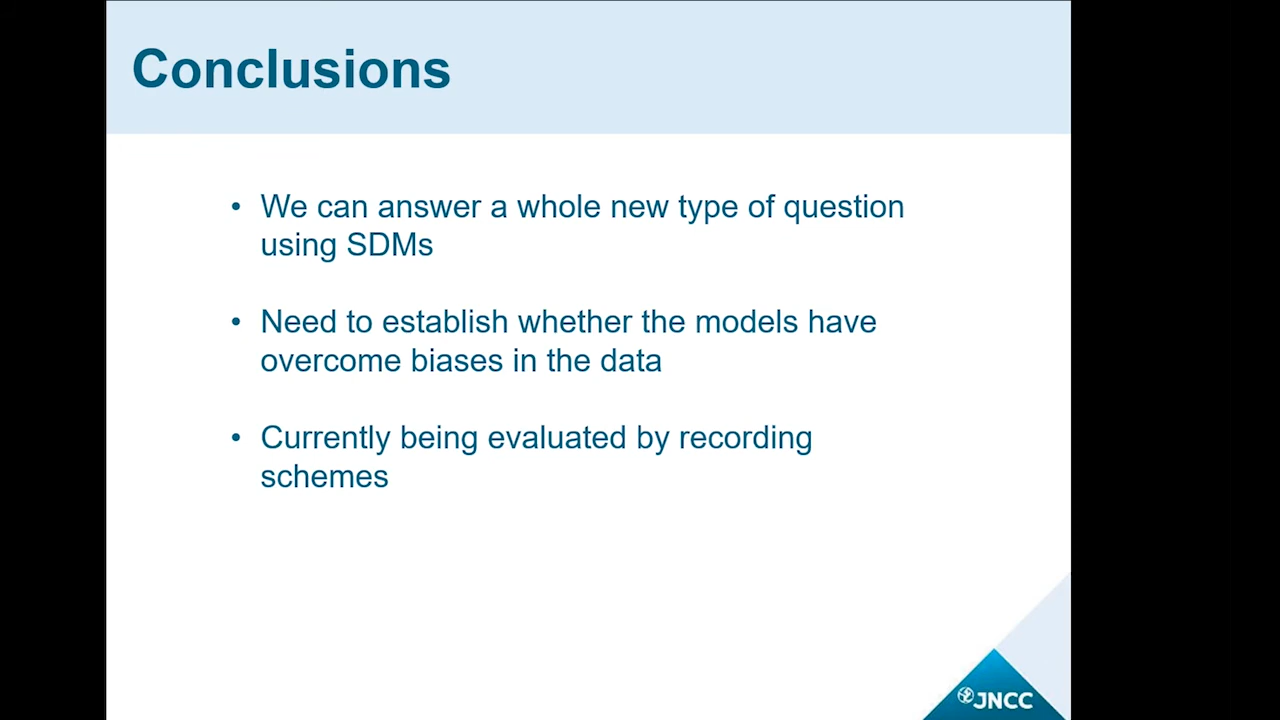 Conclusions
• We can answer a whole new type of question
using SDMs
• Need to establish whether the models have
overcome biases in the data
• Currently being evaluated by recording
schemes
JNCC